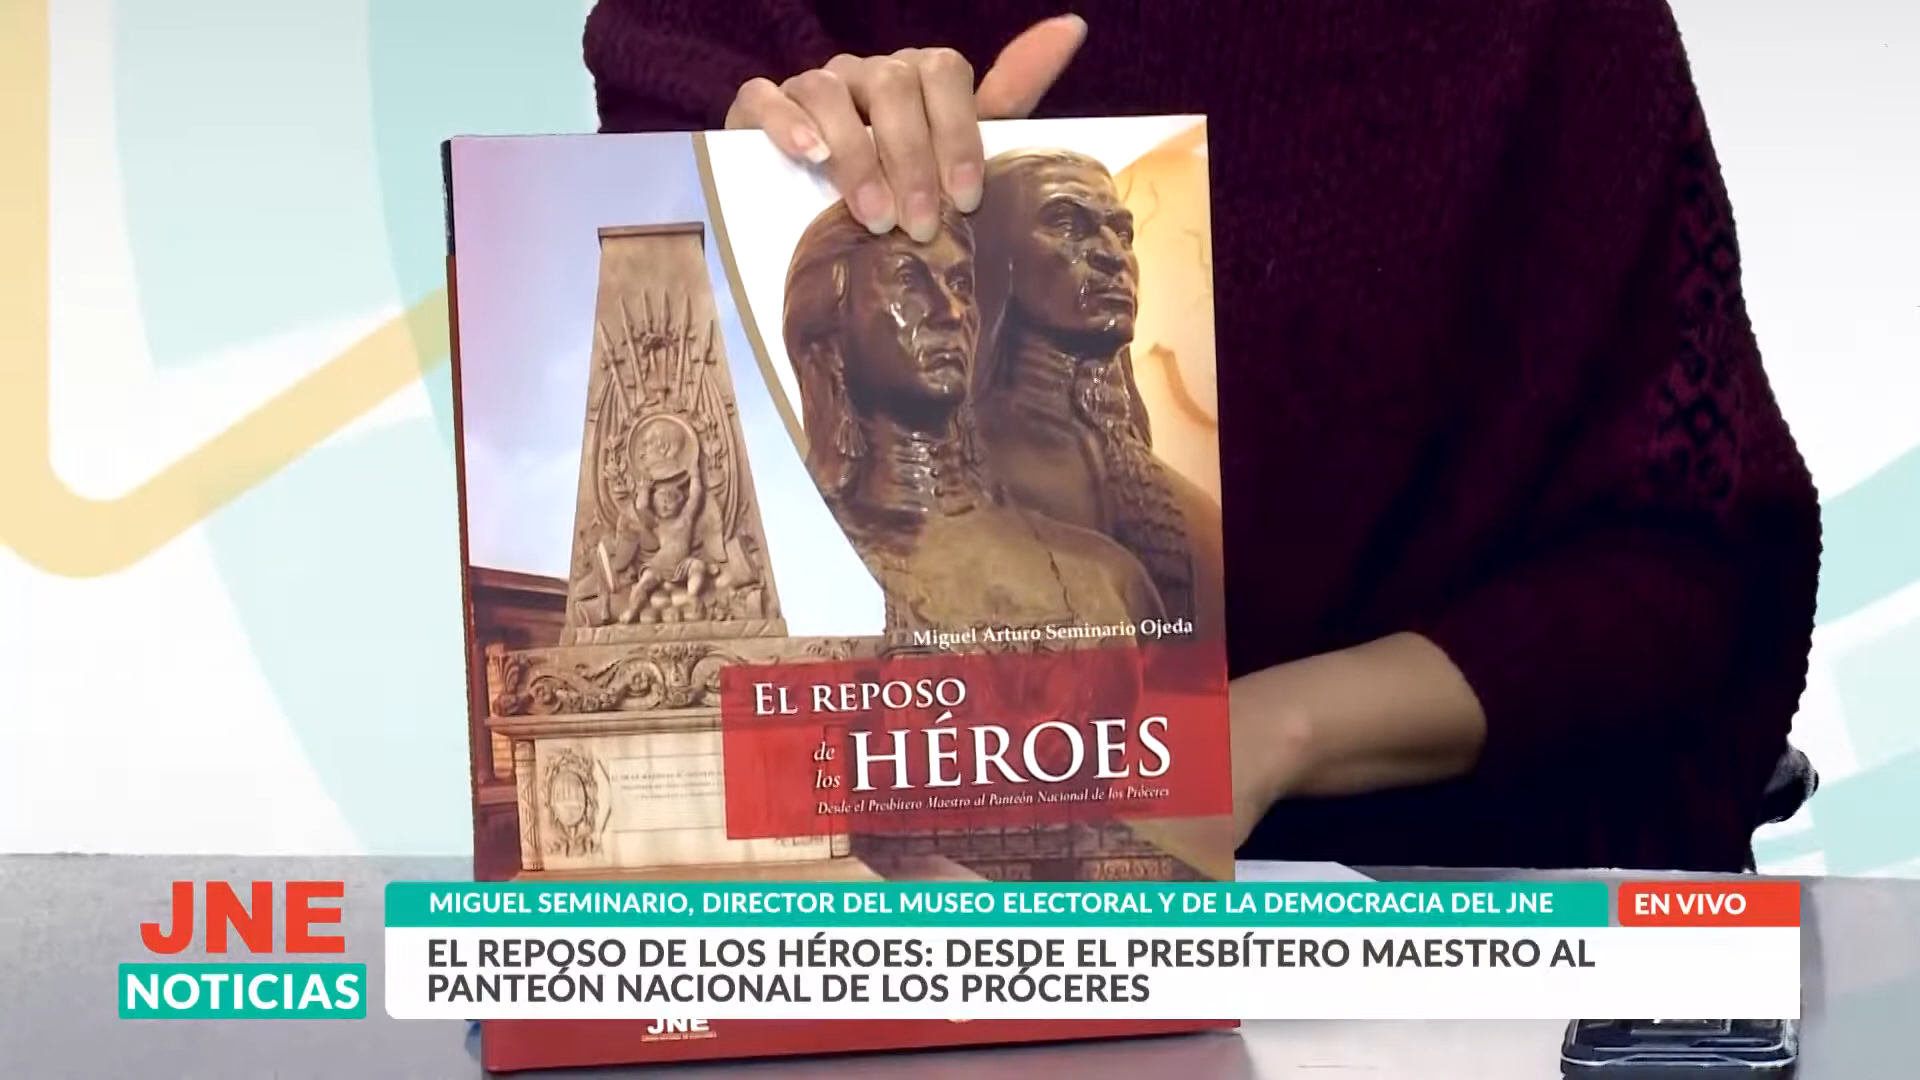 Miguel Arturo Seminario Ojeda
EL REPOSO
de
los HÉROES
Desde el Presbítero Maestro al Panteón Nacional de los Próceres
JNE
NOTICIAS
MIGUEL SEMINARIO, DIRECTOR DEL MUSEO ELECTORAL Y DE LA DEMOCRACIA DEL JNE
EN VIVO
EL REPOSO DE LOS HÉROES: DESDE EL PRESBÍTERO MAESTRO AL
PANTEÓN NACIONAL DE LOS PRÓCERES
JNE